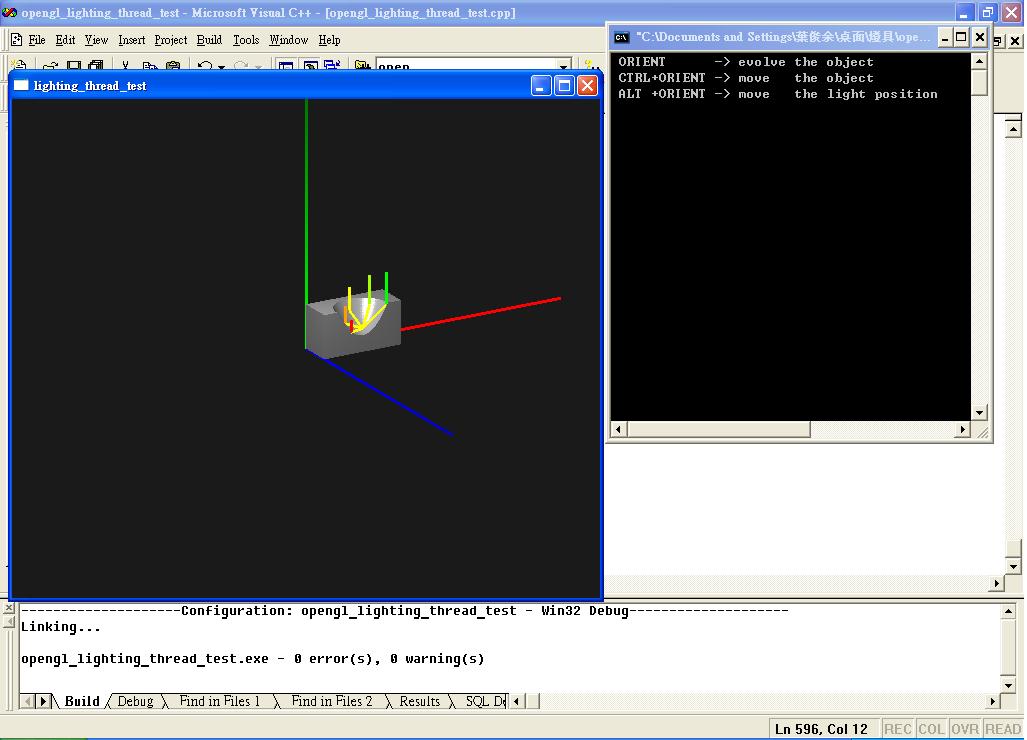 opengl_lighting_thread_test - Microsoft Visual C++ - [opengl_lighting_thread_test.cpp]
File Edit View Insert Project Build Tools Window Help
open
"C:\Documents and Settings\葉俊余\桌面\燈具\ope...
ORIENT -> evolve the object
CTRL+ORIENT -> move the object
ALT +ORIENT -> move the light position
lighting_thread_test
--------------------Configuration: opengl_lighting_thread_test - Win32 Debug--------------------
Linking...
opengl_lighting_thread_test.exe - 0 error(s), 0 warning(s)
Build Debug Find in Files 1 Find in Files 2 Results SQL De
Ln 596, Col 12 REC COL OVR READ